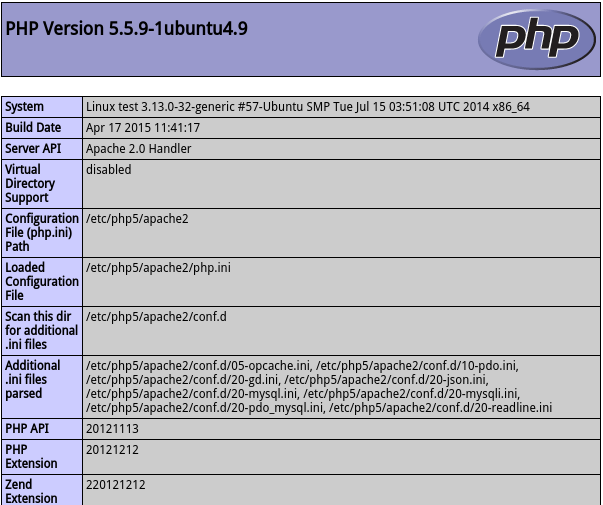 PHP Version 5.5.9-1ubuntu4.9
php
System Linux test 3.13.0-32-generic #57-Ubuntu SMP Tue Jul 15 03:51:08 UTC 2014 x86_64
Build Date Apr 17 2015 11:41:17
Server API Apache 2.0 Handler
Virtual disabled
Directory
Support
Configuration /etc/php5/apache2
File (php.ini)
Path
Loaded /etc/php5/apache2/php.ini
Configuration
File
Scan this dir /etc/php5/apache2/conf.d
for additional
.ini files
Additional /etc/php5/apache2/conf.d/05-opcache.ini, /etc/php5/apache2/conf.d/10-pdo.ini,
.ini files /etc/php5/apache2/conf.d/20-gd.ini, /etc/php5/apache2/conf.d/20-json.ini,
parsed /etc/php5/apache2/conf.d/20-mysql.ini, /etc/php5/apache2/conf.d/20-mysqli.ini,
/etc/php5/apache2/conf.d/20-pdo_mysql.ini, /etc/php5/apache2/conf.d/20-readline.ini
PHP API 20121113
PHP 20121212
Extension
Zend 220121212
Extension